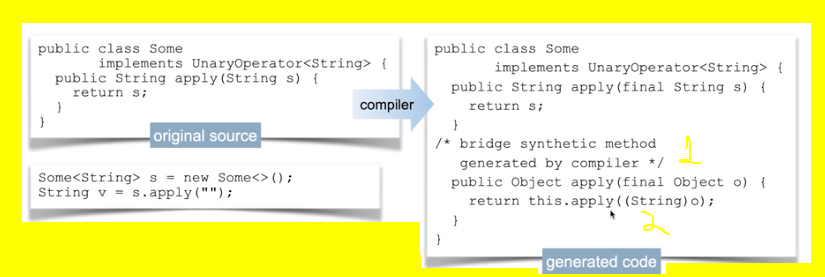 public class Some
implements UnaryOperator<String> {
public String apply(String s) {
return s;
}
}
original source
Some<String> s = new Some<>();
String v = s.apply("");
compiler
public class Some
implements UnaryOperator<String> {
public String apply(final String s) {
return s;
}
/* bridge synthetic method
generated by compiler */
1
public Object apply(final Object o) {
return this.apply((String)o);
2
}
}
generated code